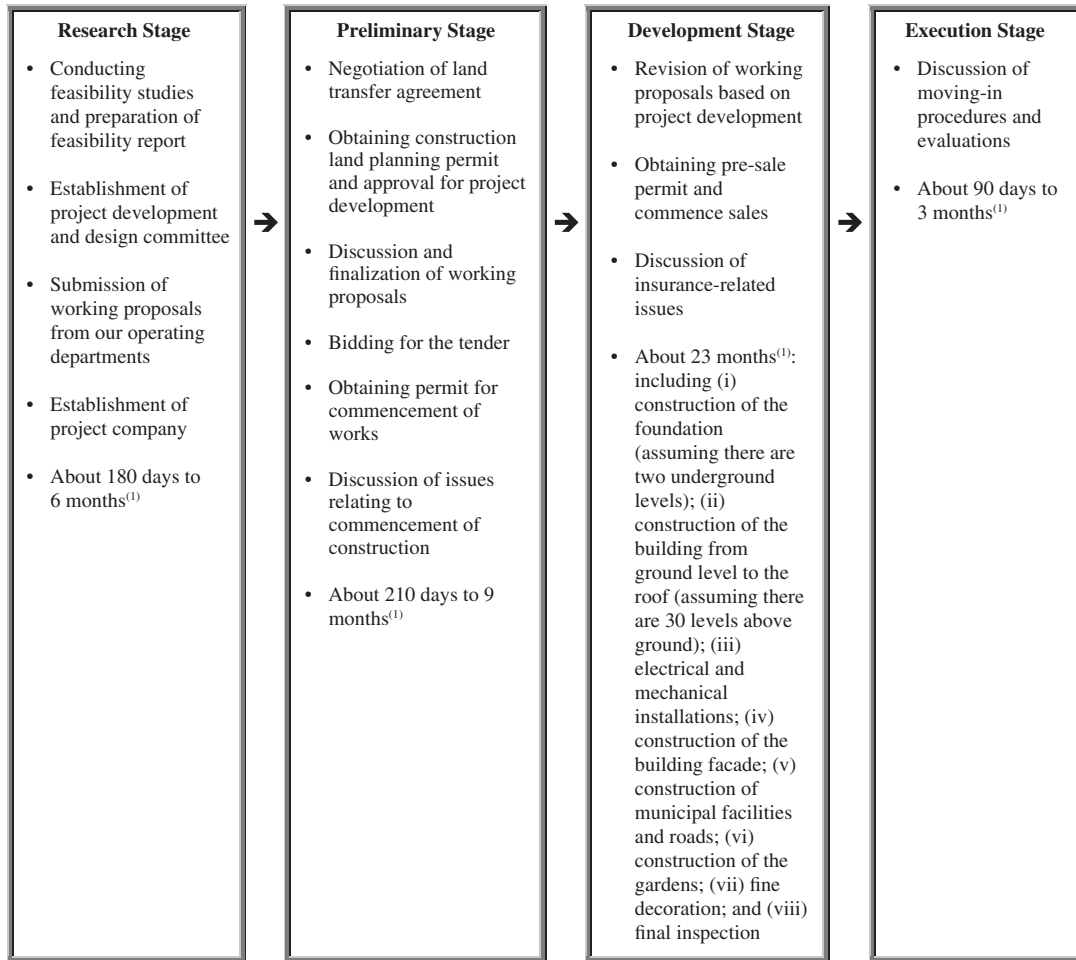 Research Stage
• Conducting
feasibility studies
and preparation of
feasibility report
• Establishment of
project development
and design committee
• Submission of
working proposals
from our operating
departments
• Establishment of
project company
• About 180 days to
6 months(1)
➔
Preliminary Stage
• Negotiation of land
transfer agreement
• Obtaining construction
land planning permit
and approval for project
development
• Discussion and
finalization of working
proposals
• Bidding for the tender
• Obtaining permit for
commencement of
works
• Discussion of issues
relating to
commencement of
construction
• About 210 days to 9
months(1)
➔
Development Stage
• Revision of working
proposals based on
project development
• Obtaining pre-sale
permit and
commence sales
• Discussion of
insurance-related
issues
• About 23 months(1):
including (i)
construction of the
foundation
(assuming there are
two underground
levels); (ii)
construction of the
building from
ground level to the
roof (assuming there
are 30 levels above
ground); (iii)
electrical and
mechanical
installations; (iv)
construction of the
building facade; (v)
construction of
municipal facilities
and roads; (vi)
construction of the
gardens; (vii) fine
decoration; and (viii)
final inspection
➔
Execution Stage
• Discussion of
moving-in
procedures and
evaluations
• About 90 days to
3 months(1)